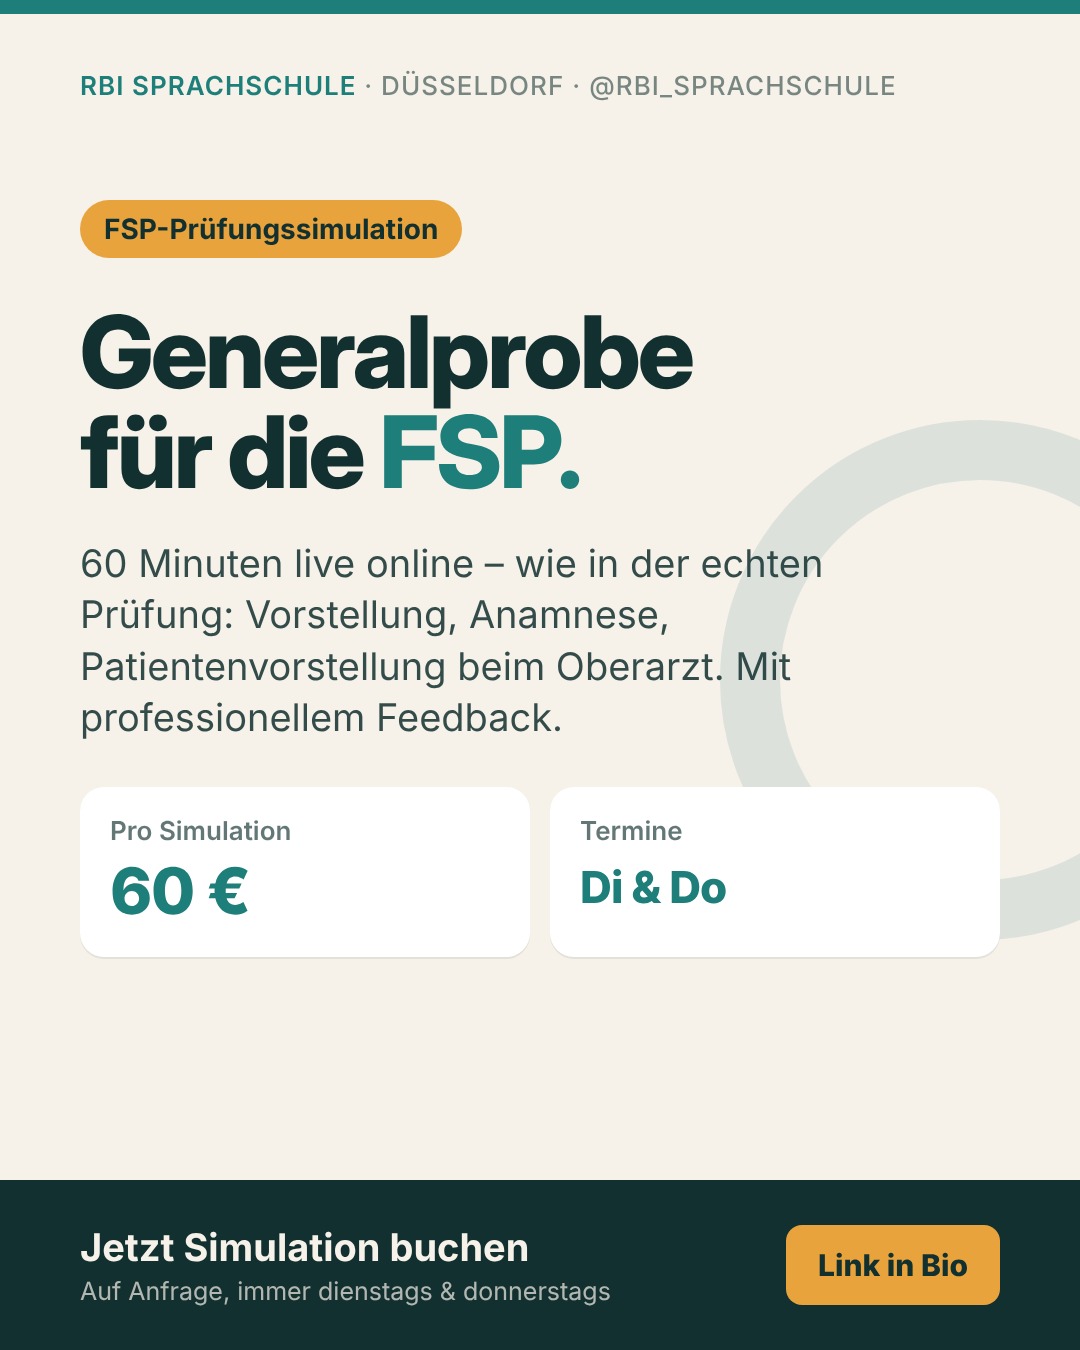 RBI SPRACHSCHULE · DÜSSELDORF · @RBI_SPRACHSCHULE
FSP-Prüfungssimulation
Generalprobe
für die FSP.
60 Minuten live online – wie in der echten
Prüfung: Vorstellung, Anamnese,
Patientenvorstellung beim Oberarzt. Mit
professionellem Feedback.
Pro Simulation
60 €
Termine
Di & Do
Jetzt Simulation buchen
Auf Anfrage, immer dienstags & donnerstags
Link in Bio